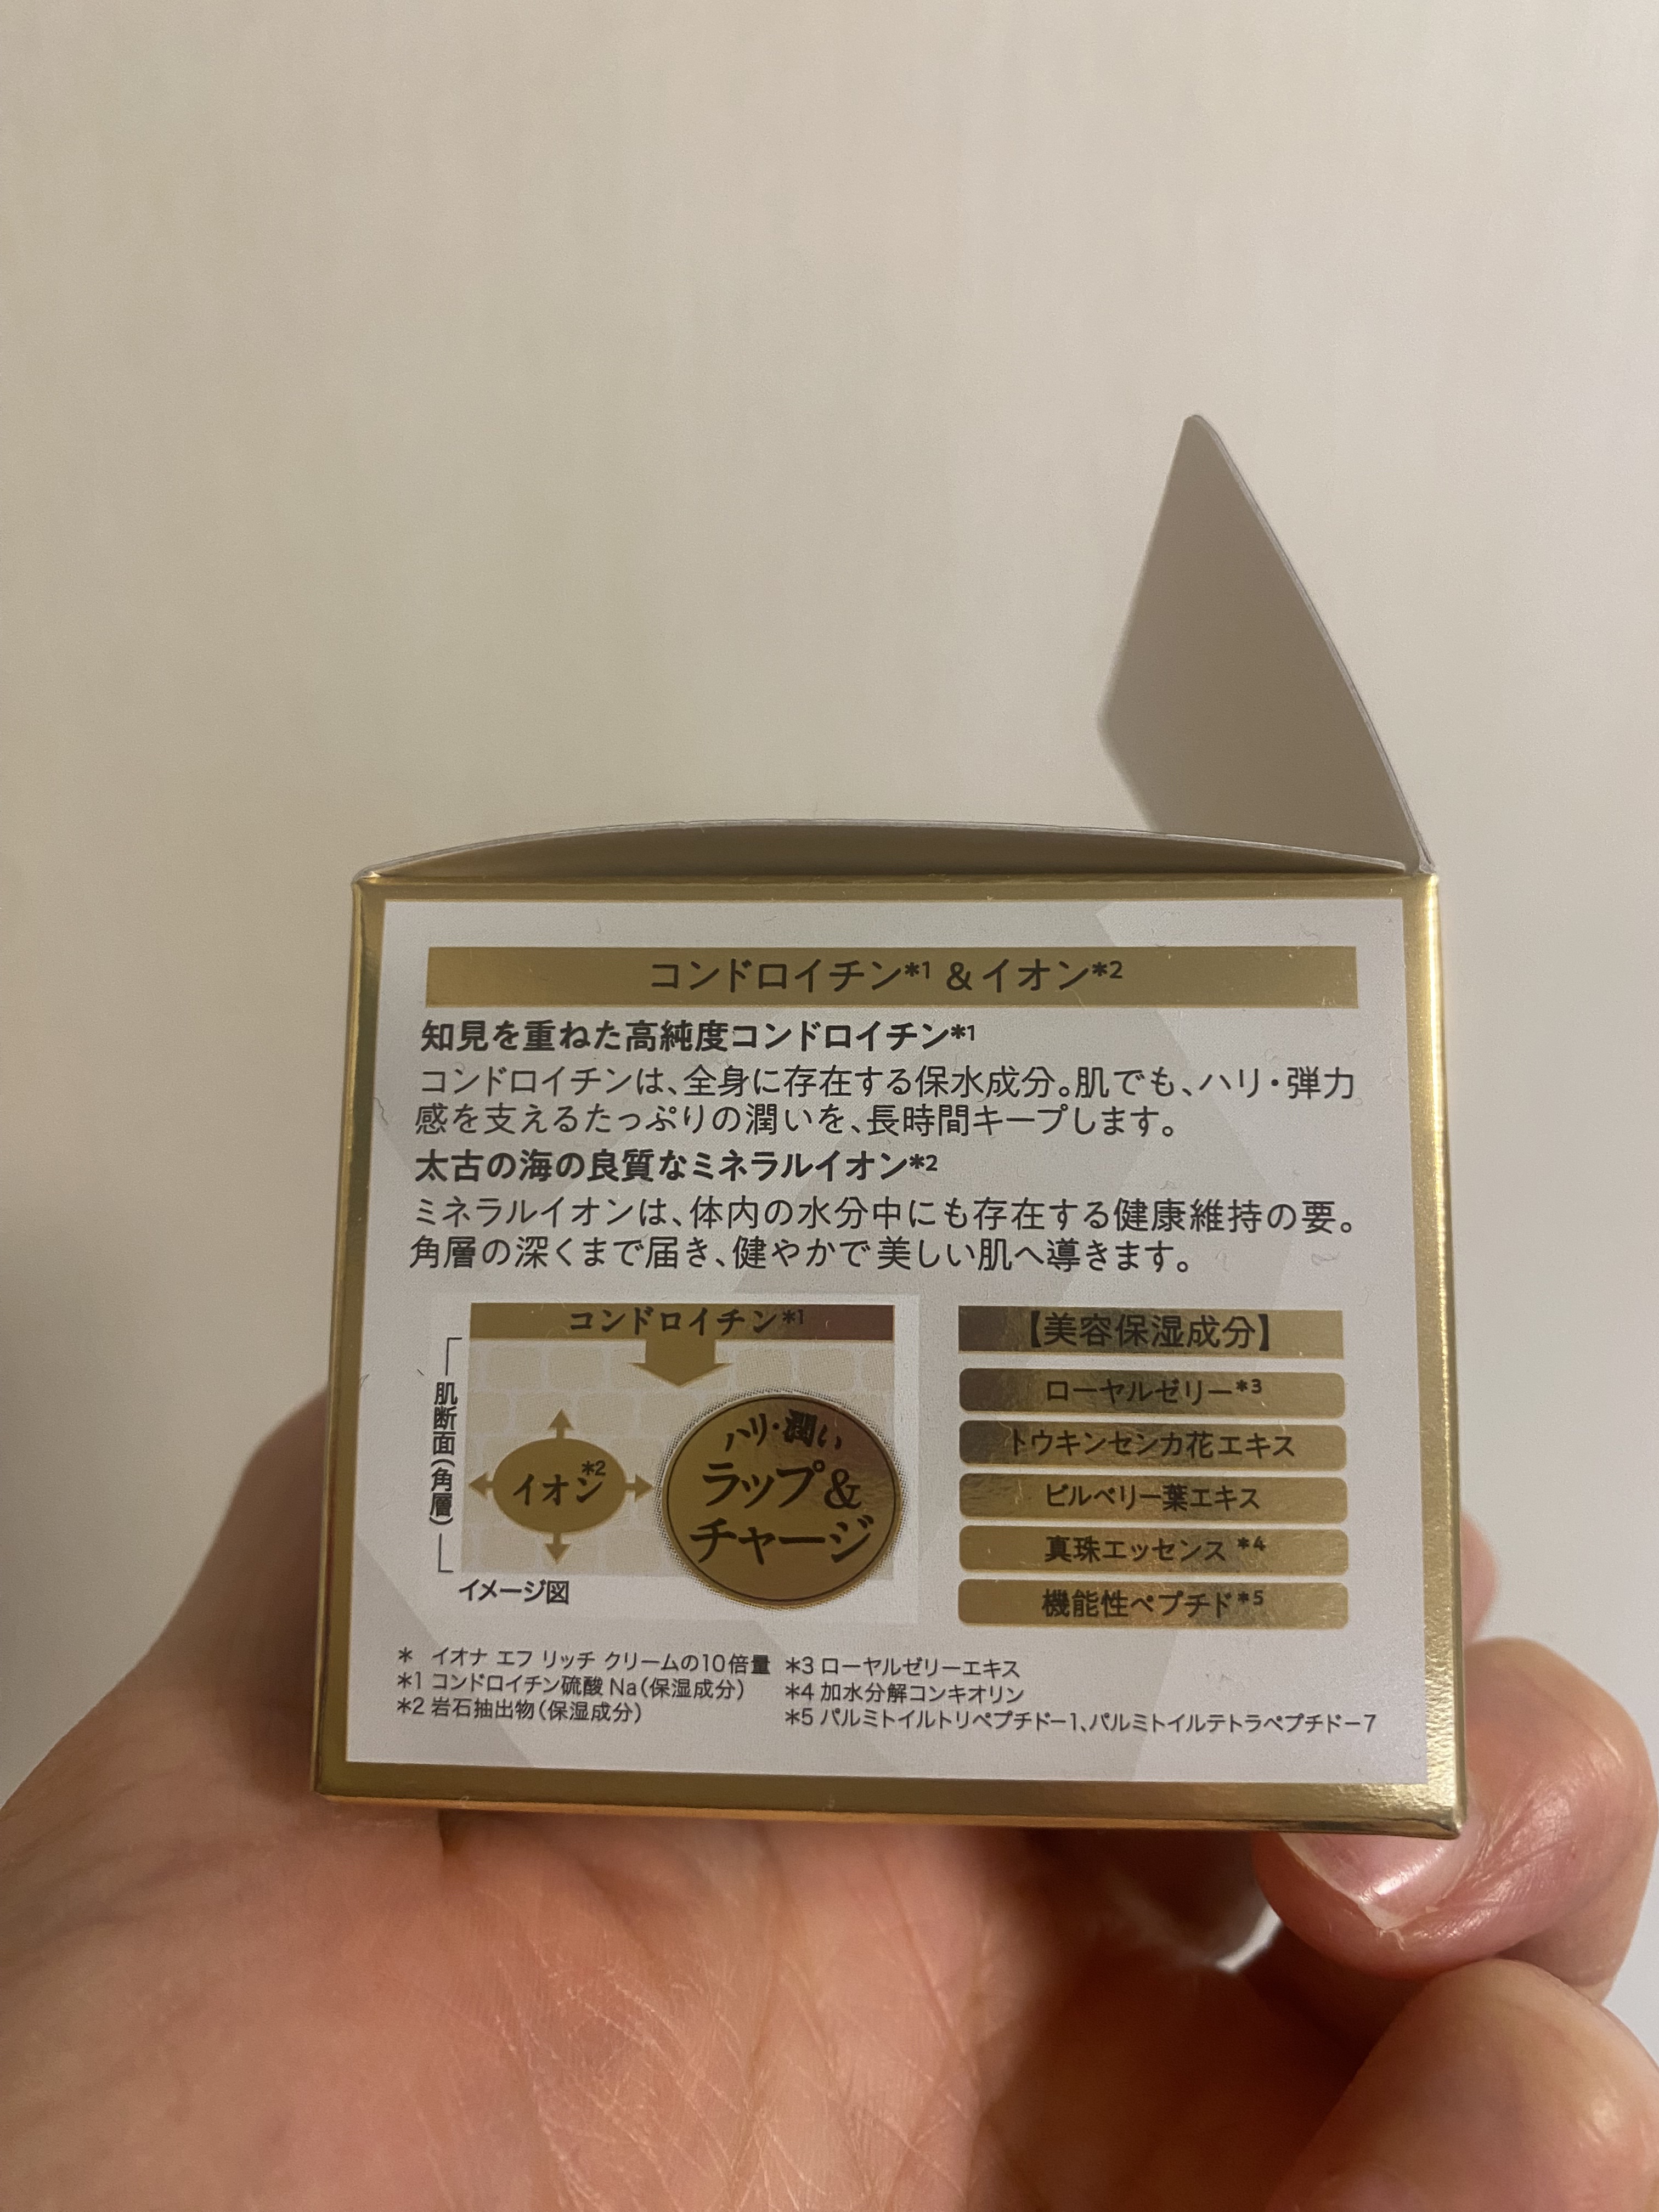 コンドロイチン*1 & イオン*2
知見を重ねた高純度コンドロイチン*1
コンドロイチンは、全身に存在する保水成分。肌でも、ハリ・弾力
感を支えるたっぷりの潤いを、長時間キープします。
太古の海の良質なミネラルイオン*2
ミネラルイオンは、体内の水分中にも存在する健康維持の要。
角層の深くまで届き、健やかで美しい肌へ導きます。
コンドロイチン*1
肌断面(角層)
イオン*2
ハリ・潤い
ラップ&
チャージ
イメージ図
【美容保湿成分】
ローヤルゼリー*3
トウキンセンカ花エキス
ビルベリー葉エキス
真珠エッセンス*4
機能性ペプチド*5
* イオナ エフ リッチ クリームの10倍量
*1 コンドロイチン硫酸Na(保湿成分)
*2 岩石抽出物(保湿成分)
*3 ローヤルゼリーエキス
*4 加水分解コンキオリン
*5 パルミトイルトリペプチド-1、パルミトイルテトラペプチド-7